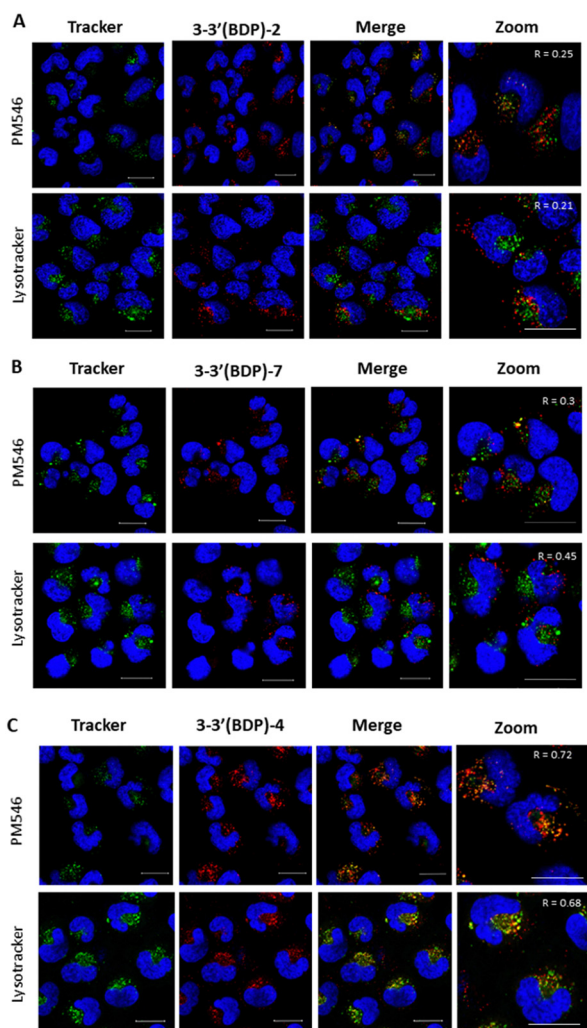 A
Tracker 3-3'(BDP)-2 Merge Zoom
PM546
R = 0.25
Lysotracker
R = 0.21
B
Tracker 3-3'(BDP)-7 Merge Zoom
PM546
R = 0.3
Lysotracker
R = 0.45
C
Tracker 3-3'(BDP)-4 Merge Zoom
PM546
R = 0.72
Lysotracker
R = 0.68